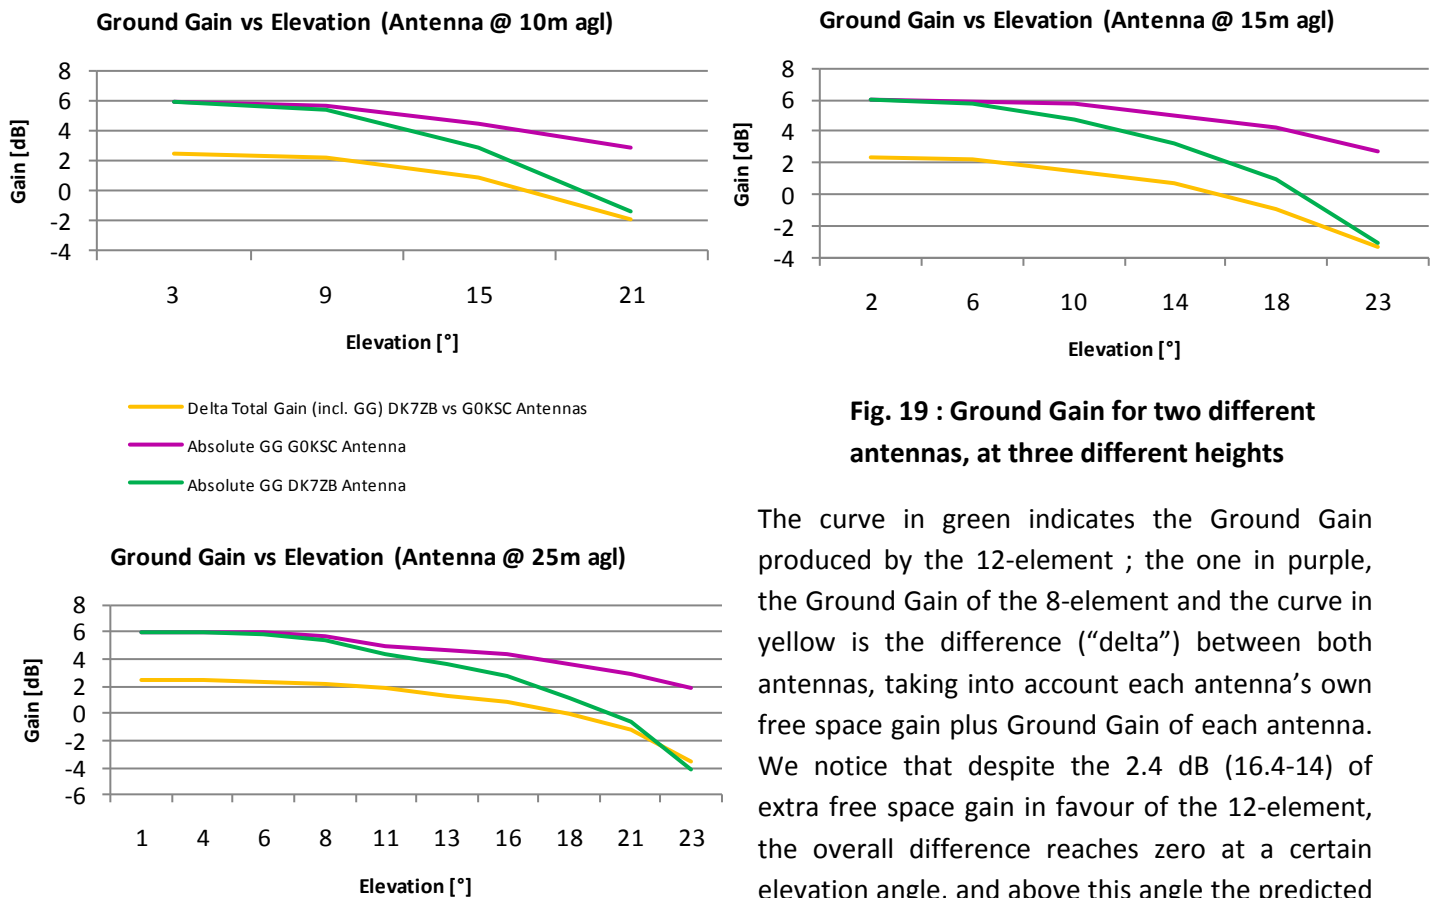 Ground Gain vs Elevation (Antenna @ 10m agl)
8
6
4
2
0
-2
-4
Gain [dB]
3 9 15 21
Elevation [°]
Ground Gain vs Elevation (Antenna @ 15m agl)
8
6
4
2
0
-2
-4
Gain [dB]
2 6 10 14 18 23
Elevation [°]
Delta Total Gain (incl. GG) DK7ZB vs G0KSC Antennas
Absolute GG G0KSC Antenna
Absolute GG DK7ZB Antenna
Ground Gain vs Elevation (Antenna @ 25m agl)
8
6
4
2
0
-2
-4
-6
Gain [dB]
1 4 6 8 11 13 16 18 21 23
Elevation [°]
Fig. 19 : Ground Gain for two different
antennas, at three different heights
The curve in green indicates the Ground Gain
produced by the 12-element ; the one in purple,
the Ground Gain of the 8-element and the curve in
yellow is the difference (“delta”) between both
antennas, taking into account each antenna’s own
free space gain plus Ground Gain of each antenna.
We notice that despite the 2.4 dB (16.4-14) of
extra free space gain in favour of the 12-element,
the overall difference reaches zero at a certain
elevation angle, and above this angle the predicted